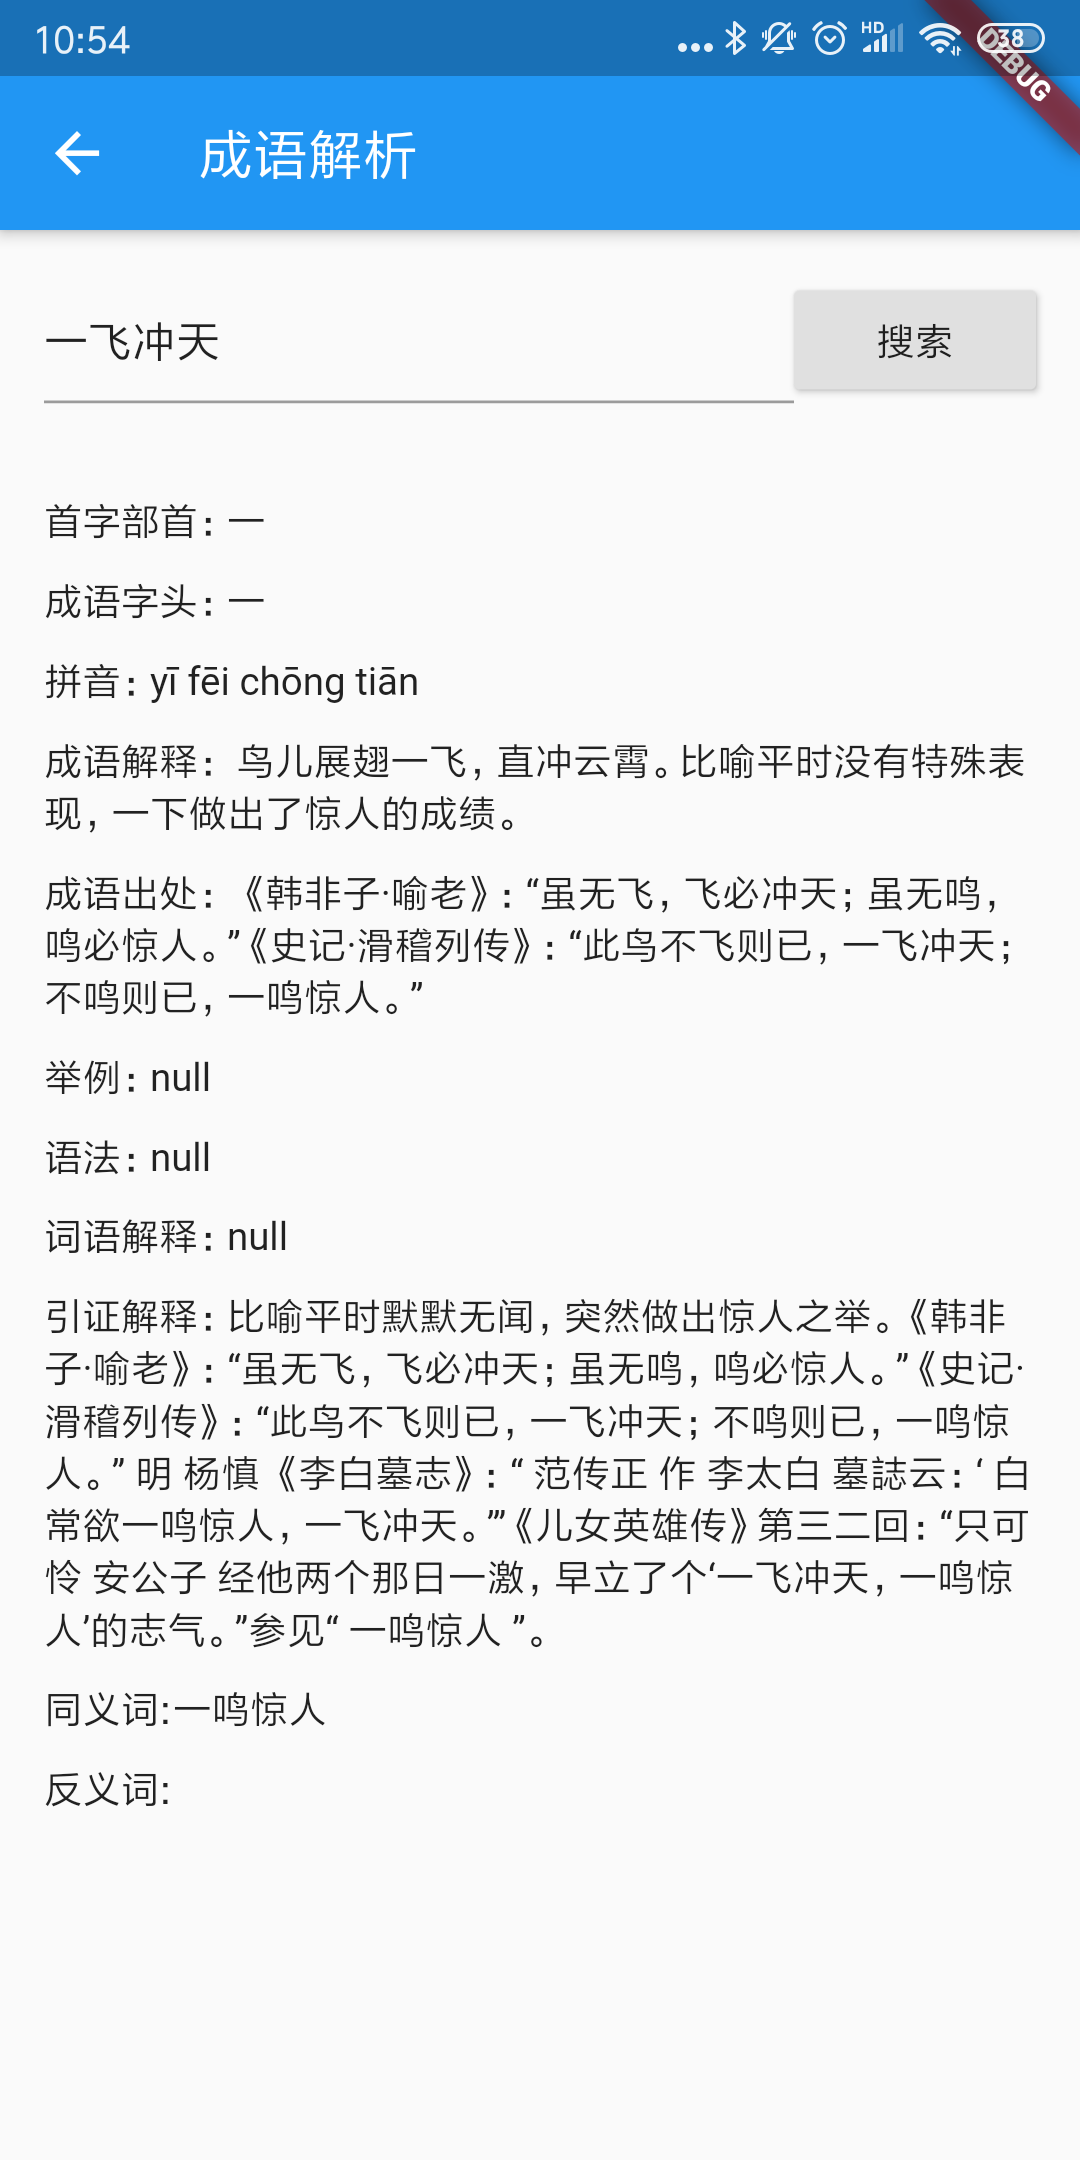 10:54
HD
38
DEBUG
成语解析
一飞冲天
搜索
首字部首：一
成语字头：一
拼音：yī fēi chōng tiān
成语解释： 鸟儿展翅一飞，直冲云霄。比喻平时没有特殊表
现，一下做出了惊人的成绩。
成语出处：《韩非子·喻老》：“虽无飞，飞必冲天；虽无鸣，
鸣必惊人。”《史记·滑稽列传》：“此鸟不飞则已，一飞冲天；
不鸣则已，一鸣惊人。”
举例：null
语法：null
词语解释：null
引证解释：比喻平时默默无闻，突然做出惊人之举。《韩非
子·喻老》：“虽无飞，飞必冲天；虽无鸣，鸣必惊人。”《史记·
滑稽列传》：“此鸟不飞则已，一飞冲天；不鸣则已，一鸣惊
人。” 明 杨慎《李白墓志》：“ 范传正 作 李太白 墓誌云：‘ 白
常欲一鸣惊人，一飞冲天。’”《儿女英雄传》第三二回：“只可
怜 安公子 经他两个那日一激，早立了个‘一飞冲天，一鸣惊
人’的志气。”参见“ 一鸣惊人 ”。
同义词:一鸣惊人
反义词: